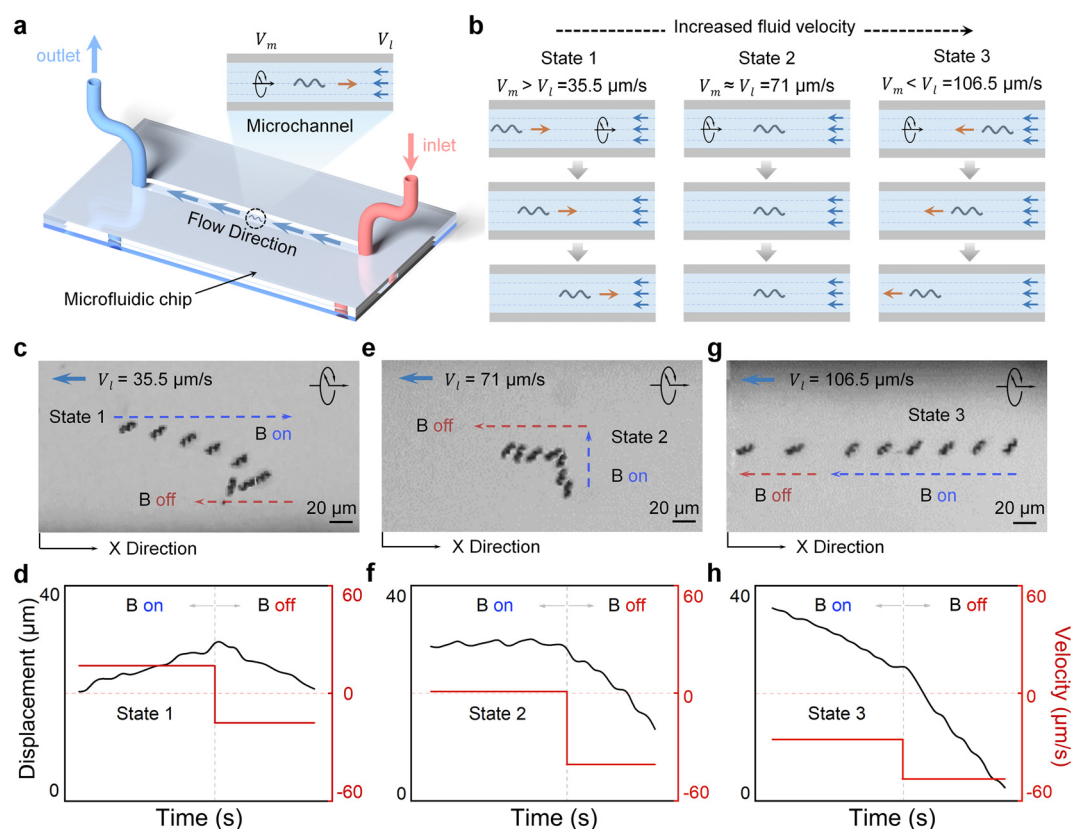 a
outlet
V_m
V_l
Microchannel
inlet
Flow Direction
Microfluidic chip
b
Increased fluid velocity
State 1
V_m > V_l =35.5 μm/s
State 2
V_m ≈ V_l =71 μm/s
State 3
V_m < V_l =106.5 μm/s
c
V_l = 35.5 μm/s
State 1
B on
B off
20 μm
X Direction
e
V_l = 71 μm/s
B off
State 2
B on
20 μm
X Direction
g
V_l = 106.5 μm/s
State 3
B off
B on
20 μm
X Direction
d
Displacement (μm)
40
0
B on
B off
State 1
60
0
-60
Time (s)
f
40
0
B on
B off
State 2
60
0
-60
Time (s)
h
40
0
B on
B off
State 3
60
0
-60
Velocity (μm/s)
Time (s)